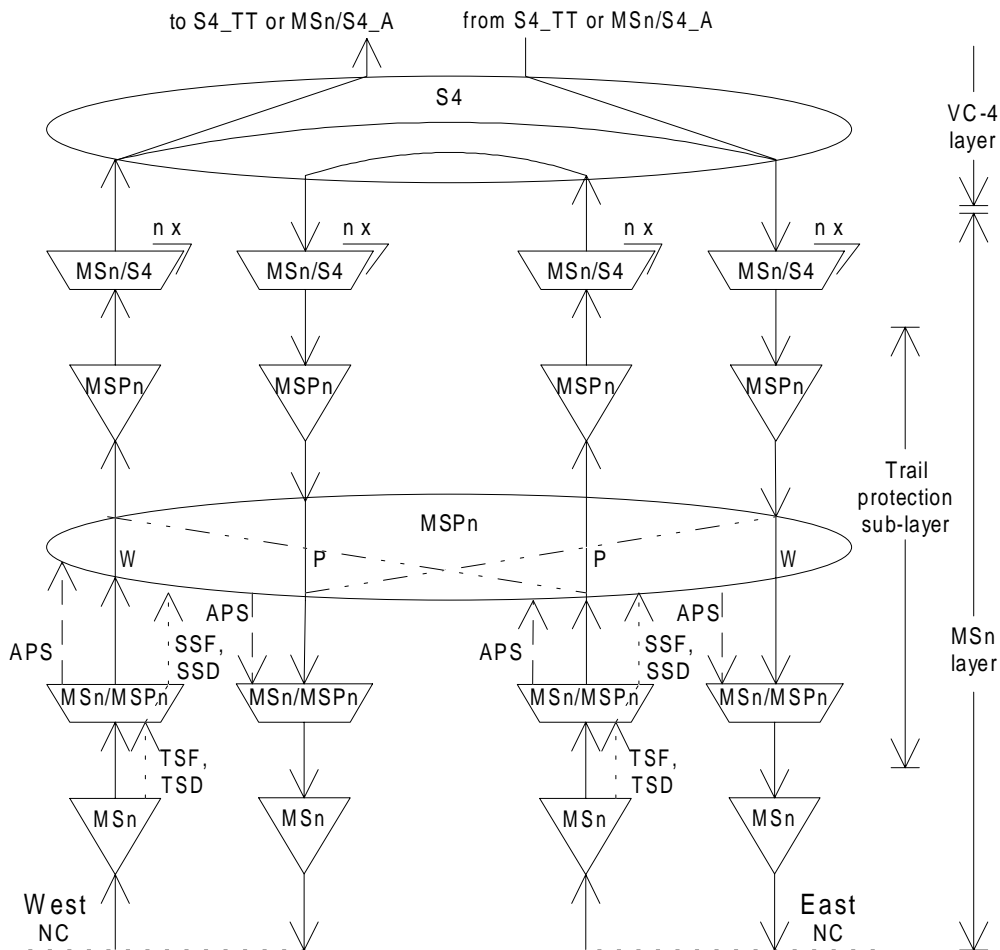 to S4_TT or MSn/S4_A from S4_TT or MSn/S4_A
S4
VC-4
layer
n x n x n x n x
MSn/S4 MSn/S4 MSn/S4 MSn/S4
MSPn MSPn MSPn MSPn
Trail
protection
sub-layer
MSPn
W P P W
APS SSF,
SSD APS APS SSF,
SSD APS
MSn
layer
MSn/MSPn MSn/MSPn MSn/MSPn MSn/MSPn
TSF,
TSD TSF,
TSD
MSn MSn MSn MSn
West
NC
East
NC